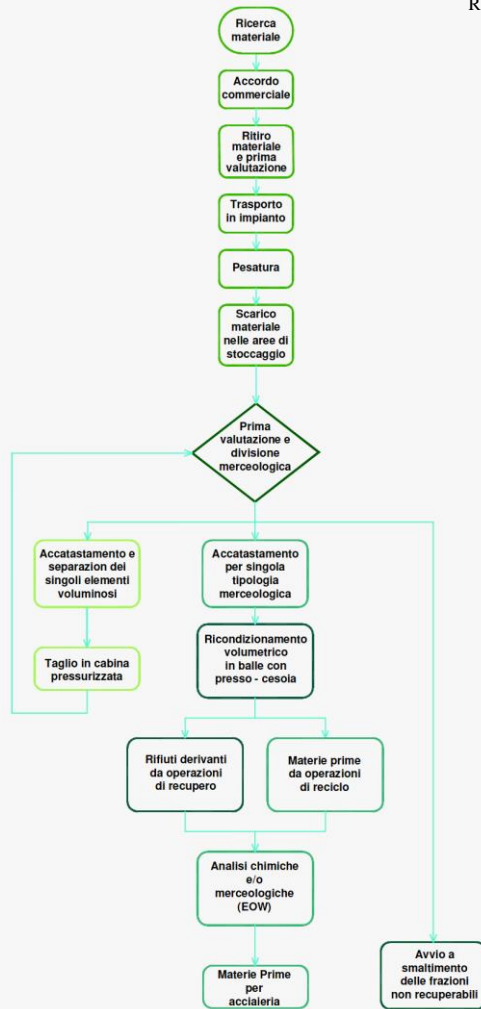 R
Ricerca
materiale
Accordo
commerciale
Ritiro
materiale
e prima
valutazione
Trasporto
in impianto
Pesatura
Scarico
materiale
nelle aree di
stoccaggio
Prima
valutazione e
divisione
merceologica
Accatastamento e
separazion dei
singoli elementi
voluminosi
Accatastamento
per singola
tipologia
merceologica
Taglio in cabina
pressurizzata
Ricondizionamento
volumetrico
in balle con
presso - cesoia
Rifiuti derivanti
da operazioni
di recupero
Materie prime
da operazioni
di reciclo
Analisi chimiche
e/o
merceologiche
(EOW)
Materie Prime
per
acciaieria
Avvio a
smaltimento
delle frazioni
non recuperabili